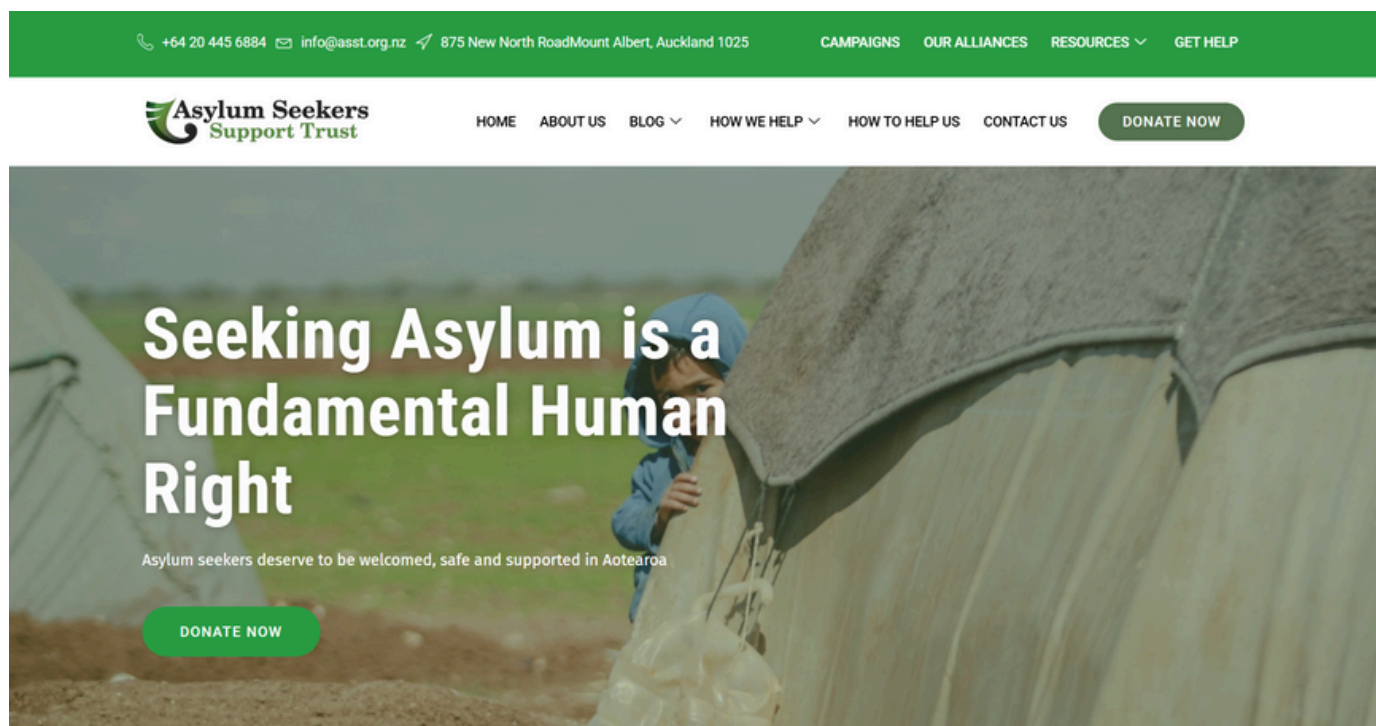 +64 20 445 6884 info@asst.org.nz 875 New North RoadMount Albert, Auckland 1025 CAMPAIGNS OUR ALLIANCES RESOURCES GET HELP
Asylum Seekers
Support Trust
HOME ABOUT US BLOG HOW WE HELP HOW TO HELP US CONTACT US DONATE NOW
Seeking Asylum is a
Fundamental Human
Right
Asylum seekers deserve to be welcomed, safe and supported in Aotearoa
DONATE NOW